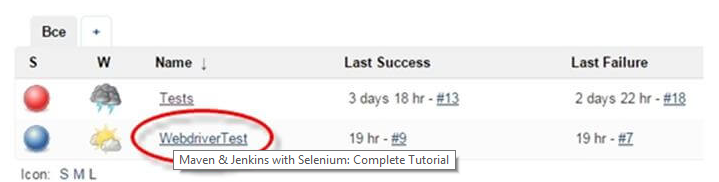 Все +
S W Name ↓ Last Success Last Failure
Tests 3 days 18 hr - #13 2 days 22 hr - #18
WebdriverTest 19 hr - #9 19 hr - #7
Maven & Jenkins with Selenium: Complete Tutorial
Icon: S M L